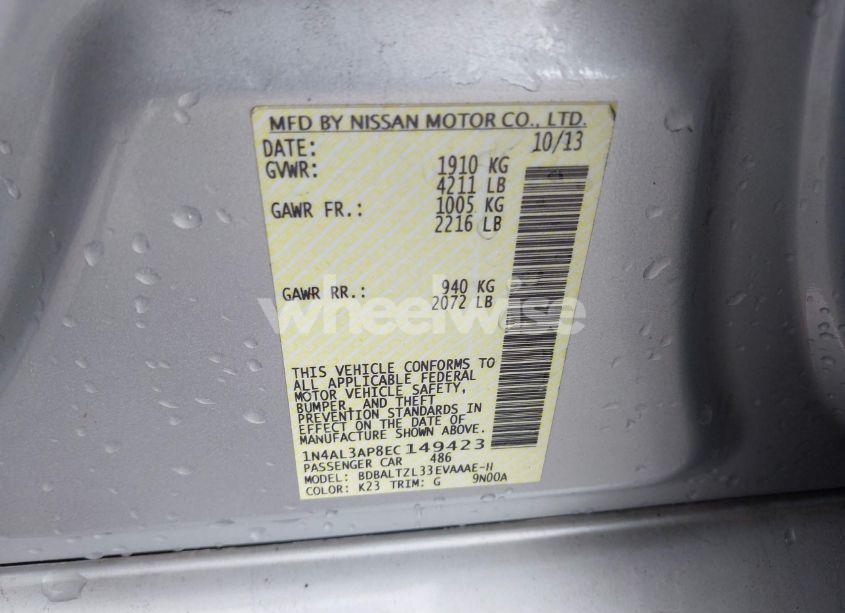 MFD BY NISSAN MOTOR CO., LTD.
DATE: 10/13
GVWR: 1910 KG
4211 LB
GAWR FR.: 1005 KG
2216 LB
GAWR RR.: 940 KG
2072 LB
wheelwise
THIS VEHICLE CONFORMS TO
ALL APPLICABLE FEDERAL
MOTOR VEHICLE SAFETY,
BUMPER, AND THEFT
PREVENTION STANDARDS IN
EFFECT ON THE DATE OF
MANUFACTURE SHOWN ABOVE.
1N4AL3AP8EC149423
PASSENGER CAR 486
MODEL: BDBALTZL33EVAAAE-H
COLOR: K23 TRIM: G 9N00A